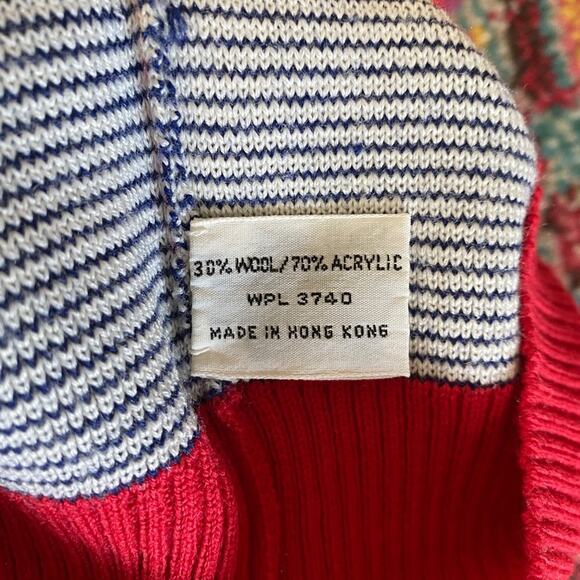 30% WOOL/70% ACRYLIC
WPL 3740
MADE IN HONG KONG